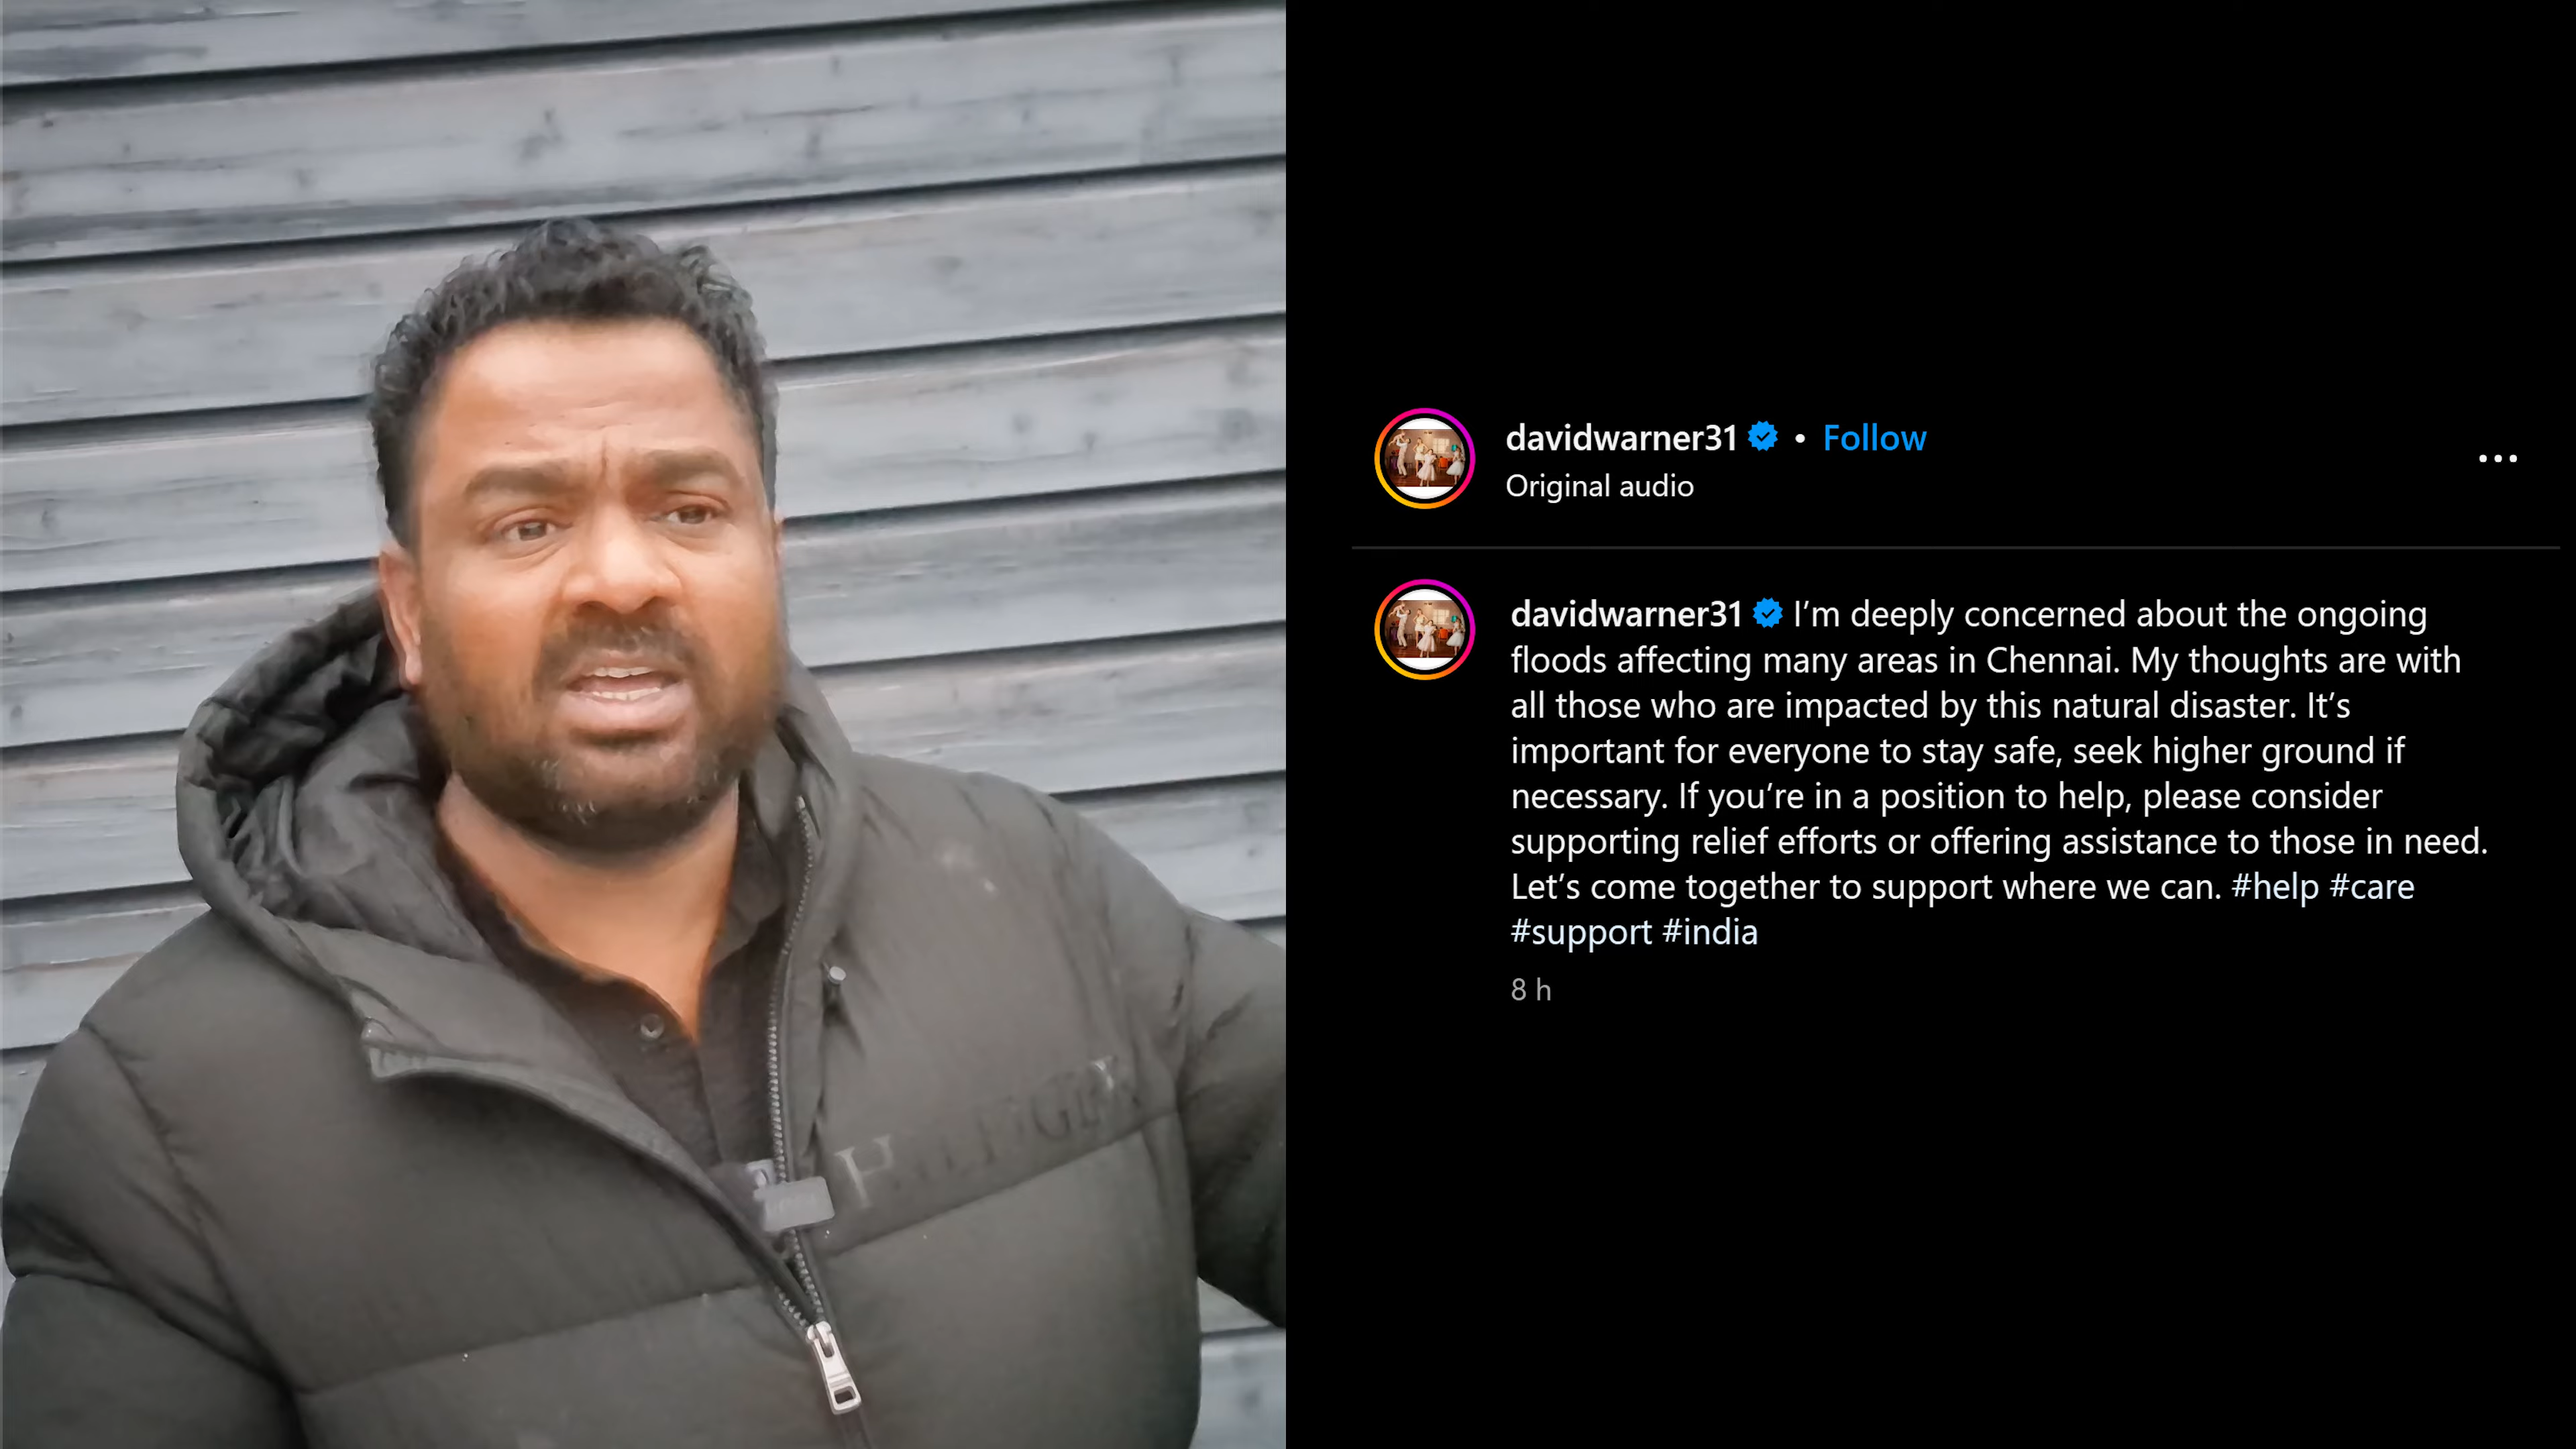 davidwarner31 • Follow
Original audio
davidwarner31 I’m deeply concerned about the ongoing
floods affecting many areas in Chennai. My thoughts are with
all those who are impacted by this natural disaster. It’s
important for everyone to stay safe, seek higher ground if
necessary. If you’re in a position to help, please consider
supporting relief efforts or offering assistance to those in need.
Let’s come together to support where we can. #help #care
#support #india
8 h
HILFIGER